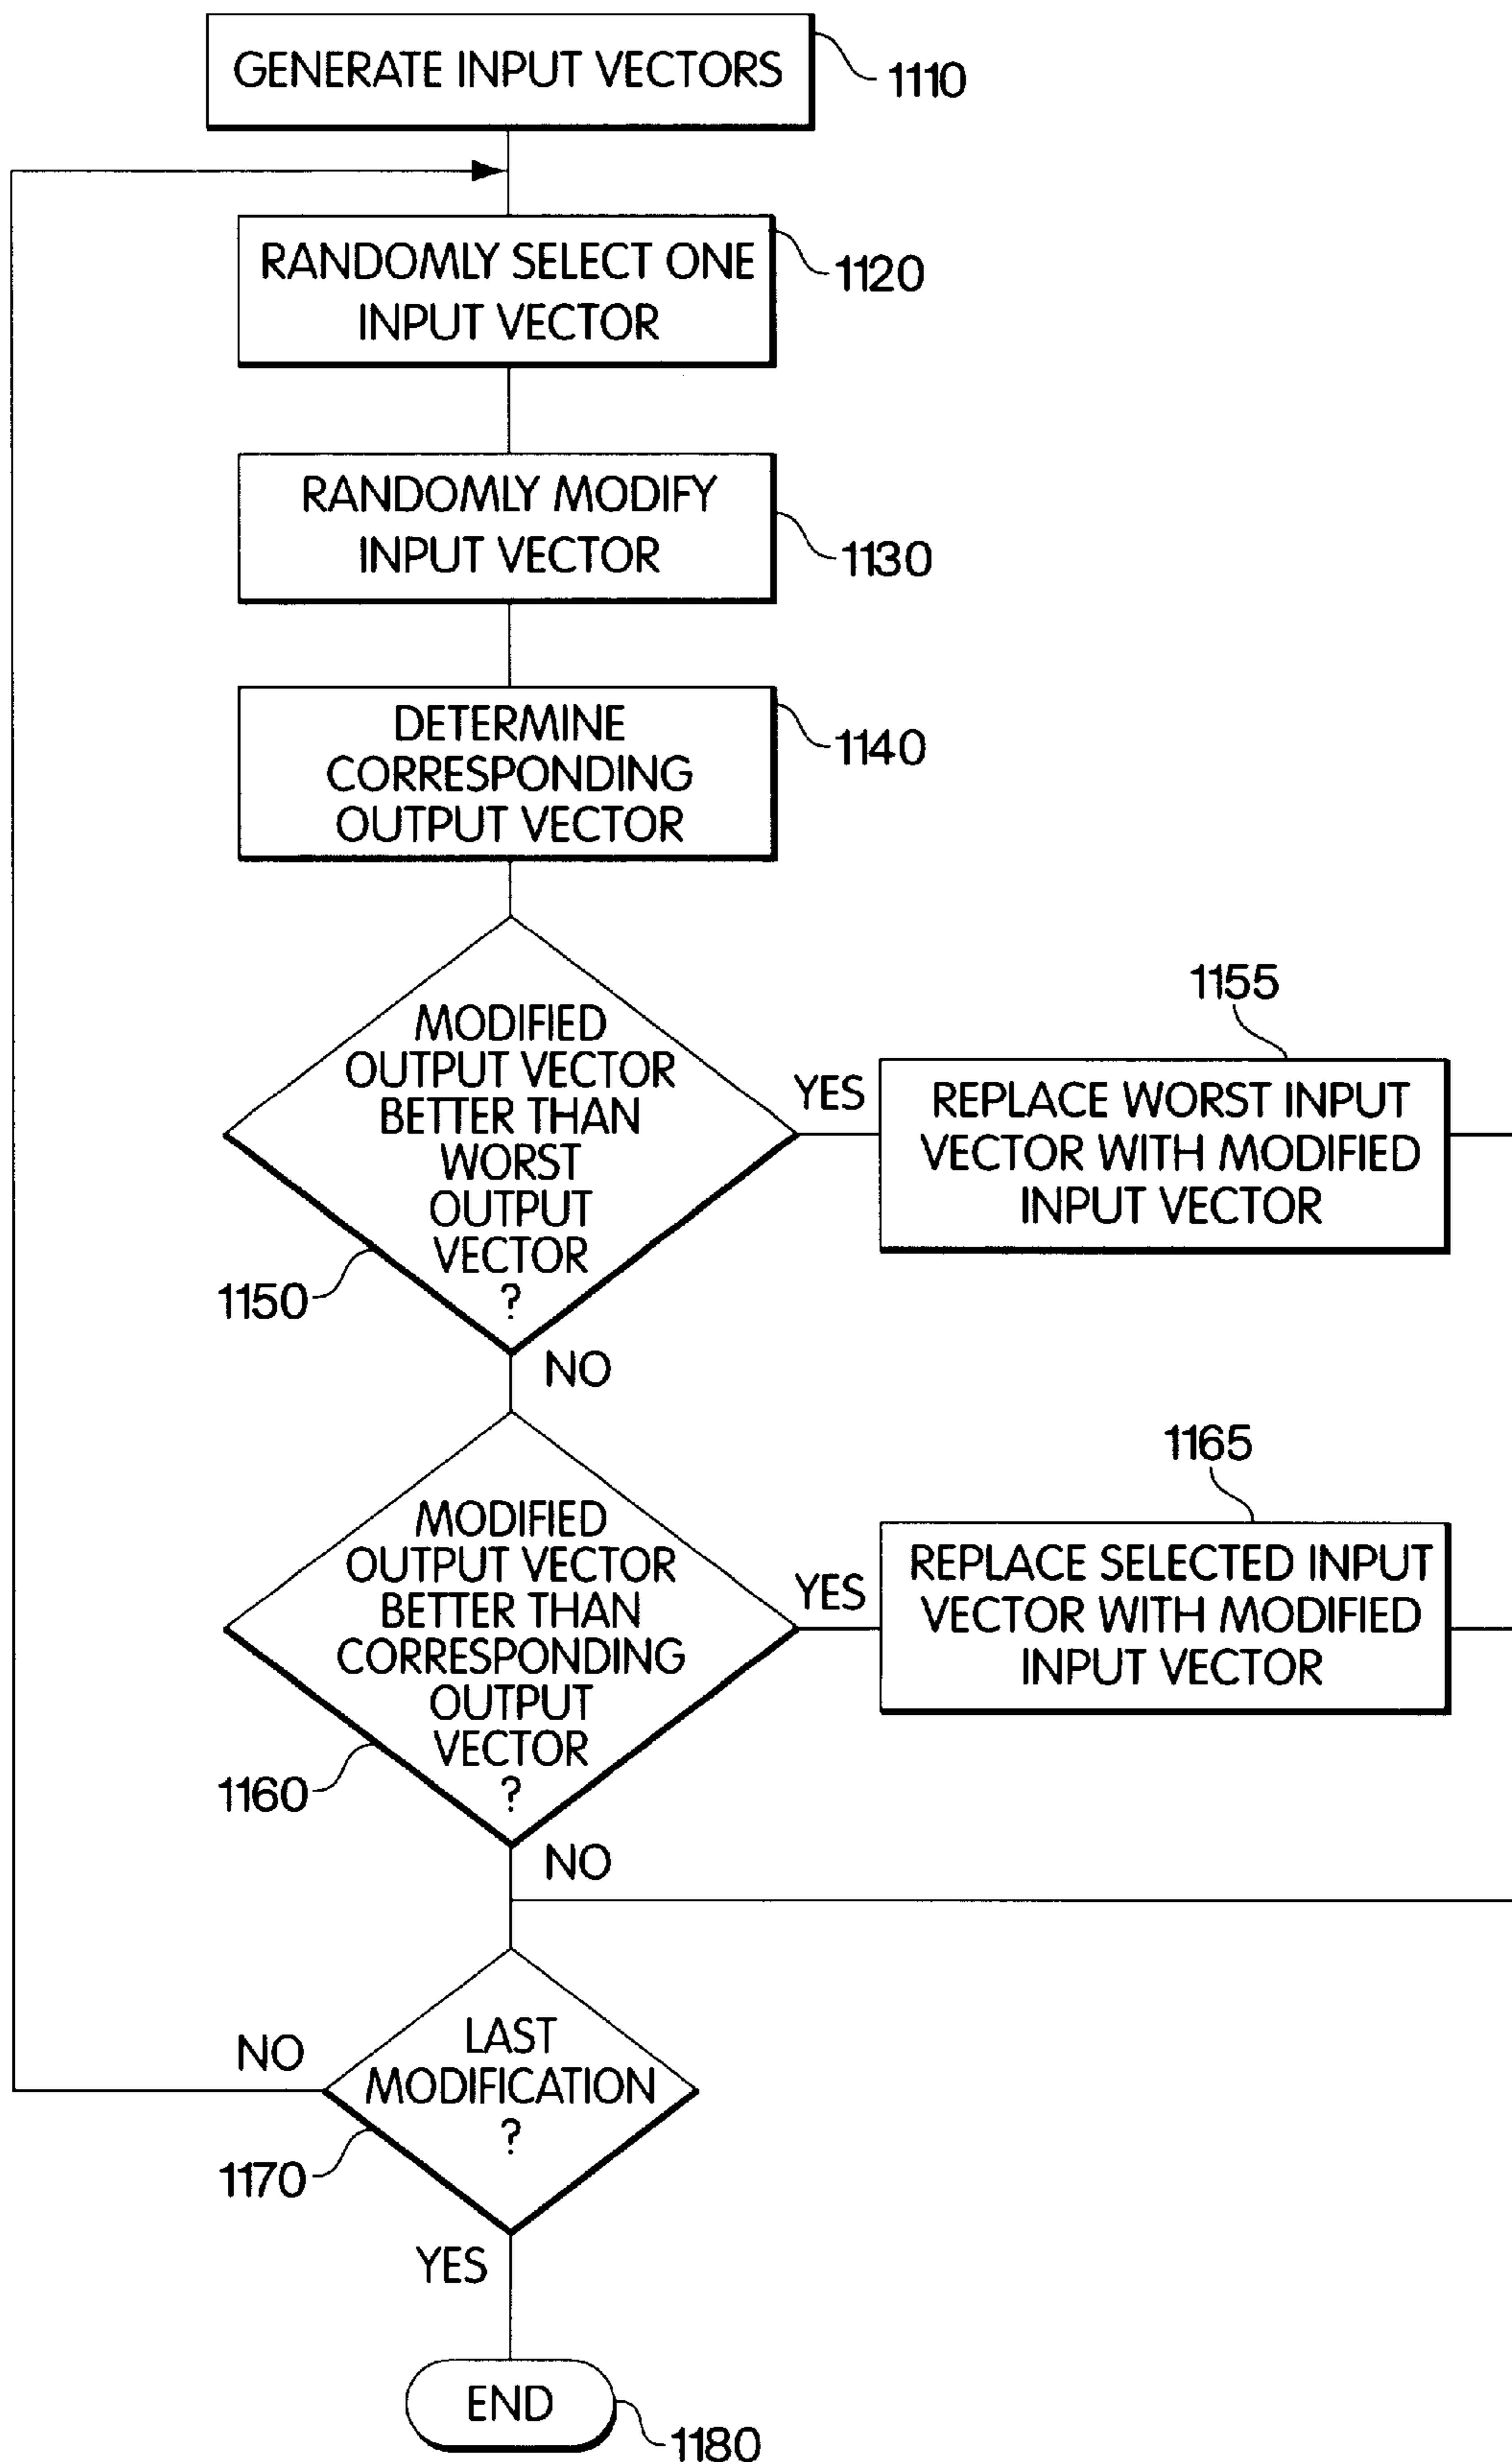 GENERATE INPUT VECTORS
1110
RANDOMLY SELECT ONE
INPUT VECTOR
1120
RANDOMLY MODIFY
INPUT VECTOR
1130
DETERMINE
CORRESPONDING
OUTPUT VECTOR
1140
MODIFIED
OUTPUT VECTOR
BETTER THAN
WORST
OUTPUT
VECTOR
?
1150
YES
1155
REPLACE WORST INPUT
VECTOR WITH MODIFIED
INPUT VECTOR
NO
MODIFIED
OUTPUT VECTOR
BETTER THAN
CORRESPONDING
OUTPUT
VECTOR
?
1160
YES
1165
REPLACE SELECTED INPUT
VECTOR WITH MODIFIED
INPUT VECTOR
NO
LAST
MODIFICATION
?
NO
1170
YES
END
1180